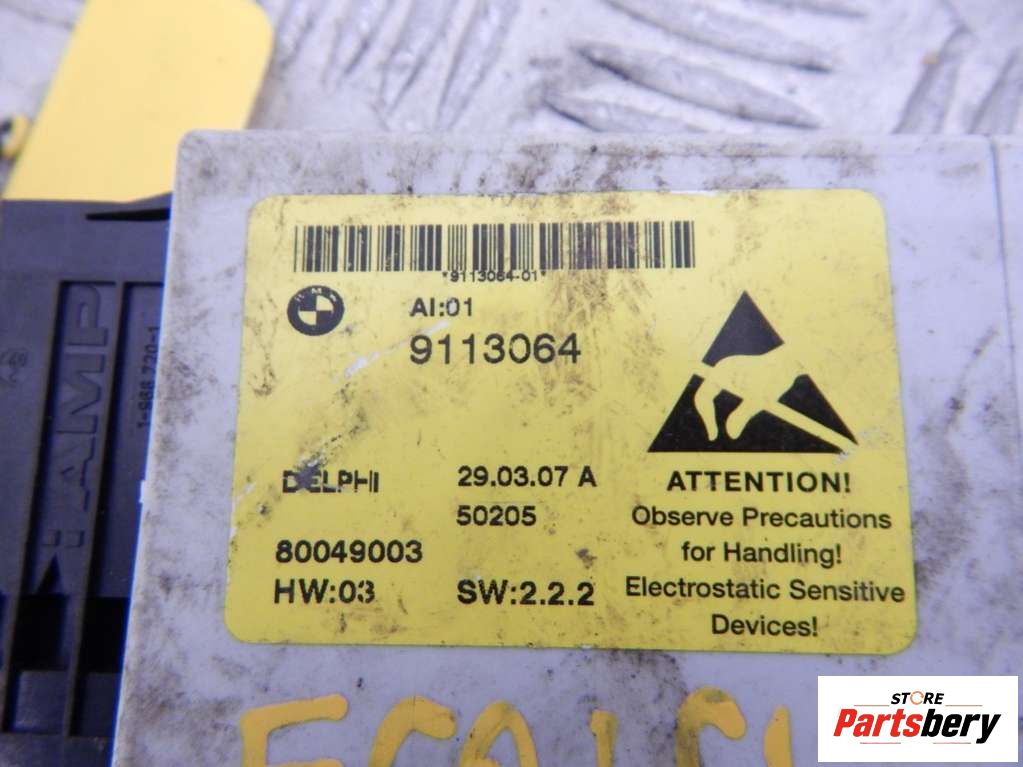 *9113064-01*
BMW
AI:01
9113064
DELPHI
29.03.07 A
50205
80049003
HW:03
SW:2.2.2
ATTENTION!
Observe Precautions
for Handling!
Electrostatic Sensitive
Devices!
AMP
STORE
Partsbery